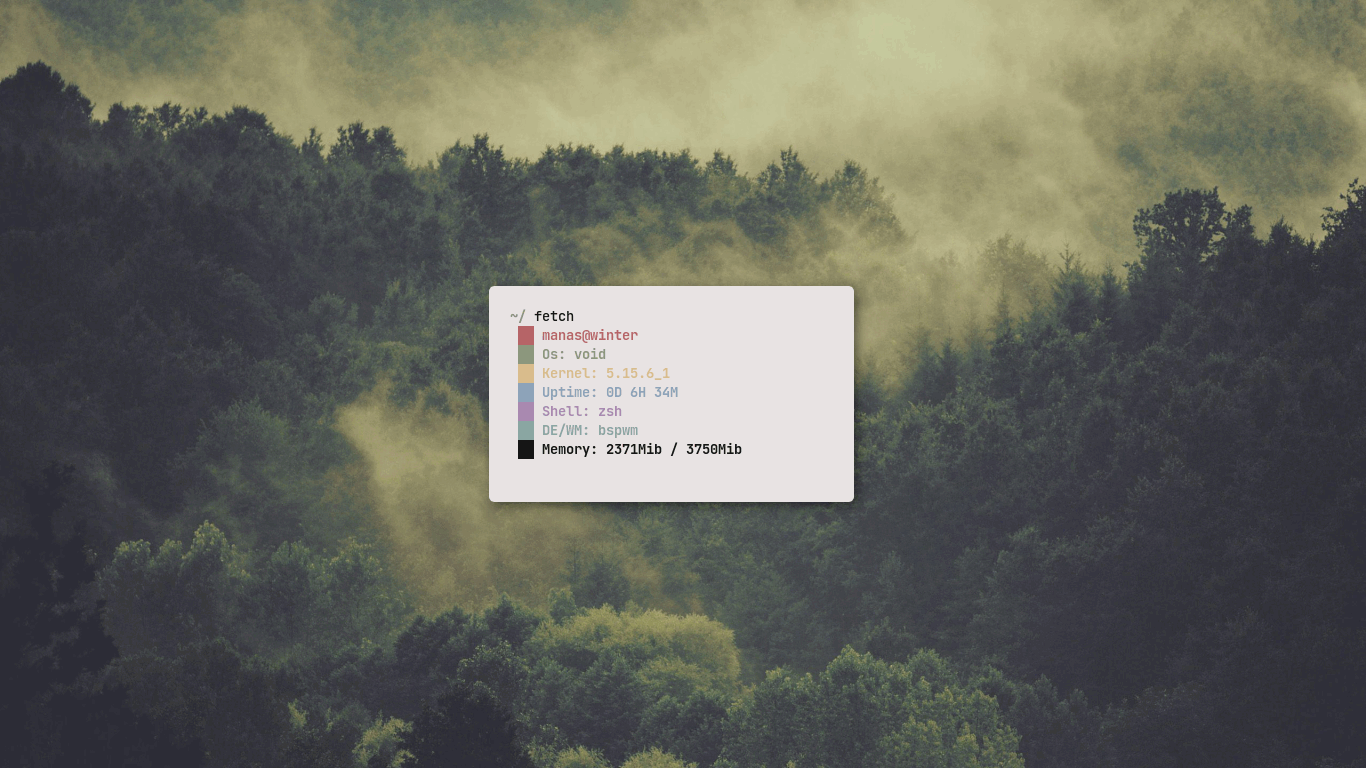 ~/ fetch
manas@winter
Os: void
Kernel: 5.15.6_1
Uptime: 0D 6H 34M
Shell: zsh
DE/WM: bspwm
Memory: 2371Mib / 3750Mib